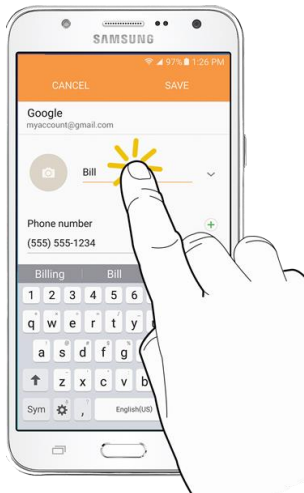 SAMSUNG
97% 1:26 PM
CANCEL SAVE
Google
myaccount@gmail.com
Bill
Phone number
(555) 555-1234
Billing Bill
1 2 3 4 5 6
q w e r t y
a s d f g
z x c v b
Sym , English(US)